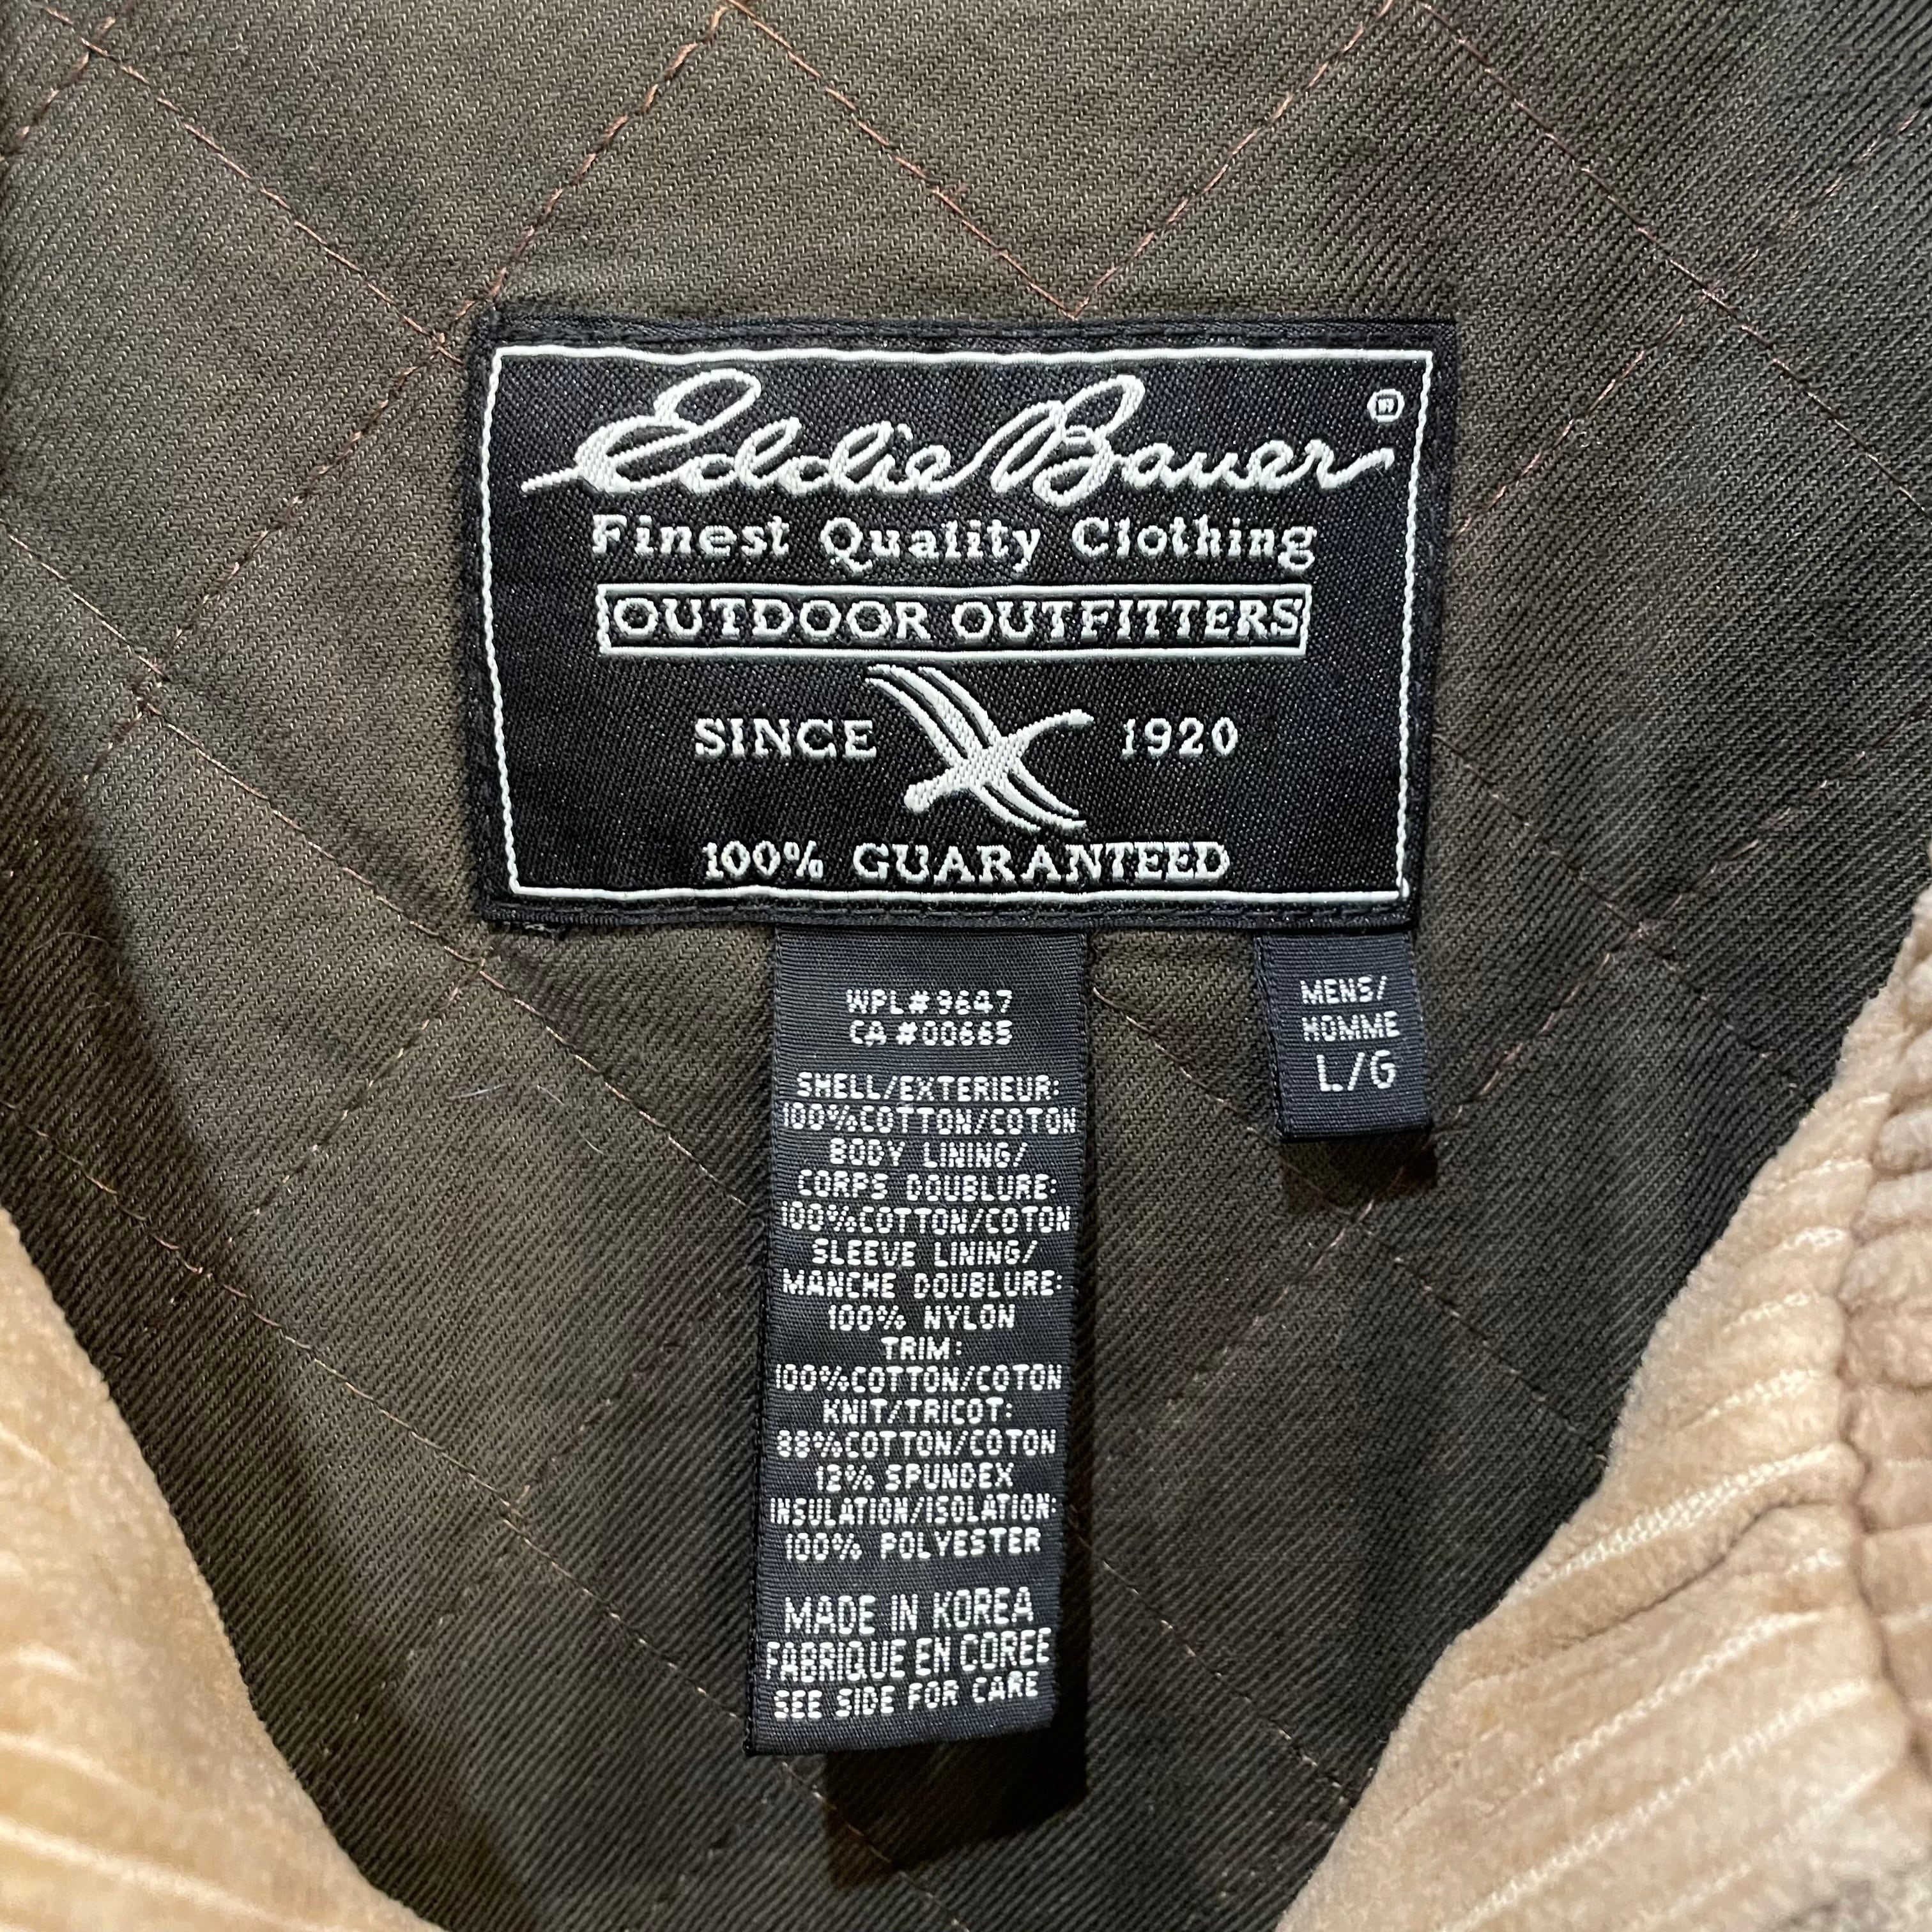 Eddie Bauer ®
Finest Quality Clothing
OUTDOOR OUTFITTERS
SINCE 1920
100% GUARANTEED
WPL#9647
CA#00665
SHELL/EXTERIEUR:
100%COTTON/COTON
BODY LINING/
CORPS DOUBLURE:
100%COTTON/COTON
SLEEVE LINING/
MANCHE DOUBLURE:
100% NYLON
TRIM:
100%COTTON/COTON
KNIT/TRICOT:
88%COTTON/COTON
12% SPUNDEX
INSULATION/ISOLATION:
100% POLYESTER
MADE IN KOREA
FABRIQUE EN COREE
SEE SIDE FOR CARE
MENS/
HOMME
L/G